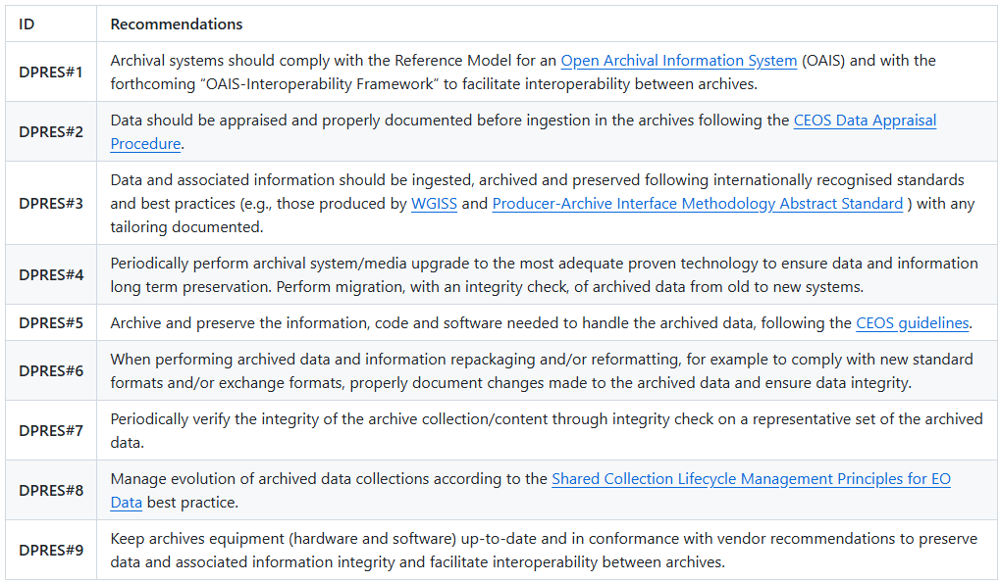 ID Recommendations
DPRES#1 Archival systems should comply with the Reference Model for an Open Archival Information System (OAIS) and with the
forthcoming “OAIS-Interoperability Framework” to facilitate interoperability between archives.
DPRES#2 Data should be appraised and properly documented before ingestion in the archives following the CEOS Data Appraisal
Procedure.
DPRES#3 Data and associated information should be ingested, archived and preserved following internationally recognised standards
and best practices (e.g., those produced by WGISS and Producer-Archive Interface Methodology Abstract Standard ) with any
tailoring documented.
DPRES#4 Periodically perform archival system/media upgrade to the most adequate proven technology to ensure data and information
long term preservation. Perform migration, with an integrity check, of archived data from old to new systems.
DPRES#5 Archive and preserve the information, code and software needed to handle the archived data, following the CEOS guidelines.
DPRES#6 When performing archived data and information repackaging and/or reformatting, for example to comply with new standard
formats and/or exchange formats, properly document changes made to the archived data and ensure data integrity.
DPRES#7 Periodically verify the integrity of the archive collection/content through integrity check on a representative set of the archived
data.
DPRES#8 Manage evolution of archived data collections according to the Shared Collection Lifecycle Management Principles for EO
Data best practice.
DPRES#9 Keep archives equipment (hardware and software) up-to-date and in conformance with vendor recommendations to preserve
data and associated information integrity and facilitate interoperability between archives.